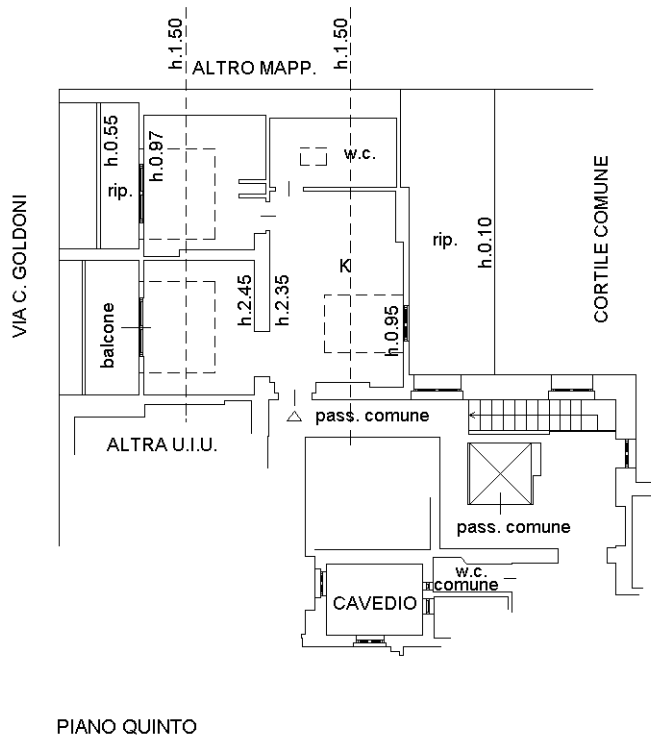 h.1.50
h.1.50
ALTRO MAPP.
h.0.55
h.0.97
w.c.
rip.
VIA C. GOLDONI
rip.
h.0.10
CORTILE COMUNE
K
h.2.45
h.2.35
h.0.95
balcone
pass. comune
ALTRA U.I.U.
pass. comune
w.c.
comune
CAVEDIO
PIANO QUINTO